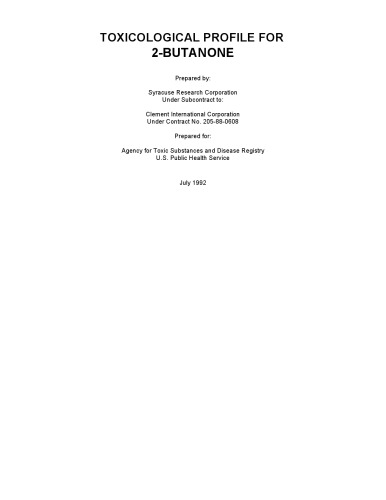 TOXICOLOGICAL PROFILE FOR
2-BUTANONE
Prepared by:
Syracuse Research Corporation
Under Subcontract to:
Clement International Corporation
Under Contract No. 205-88-0608
Prepared for:
Agency for Toxic Substances and Disease Registry
U.S. Public Health Service
July 1992